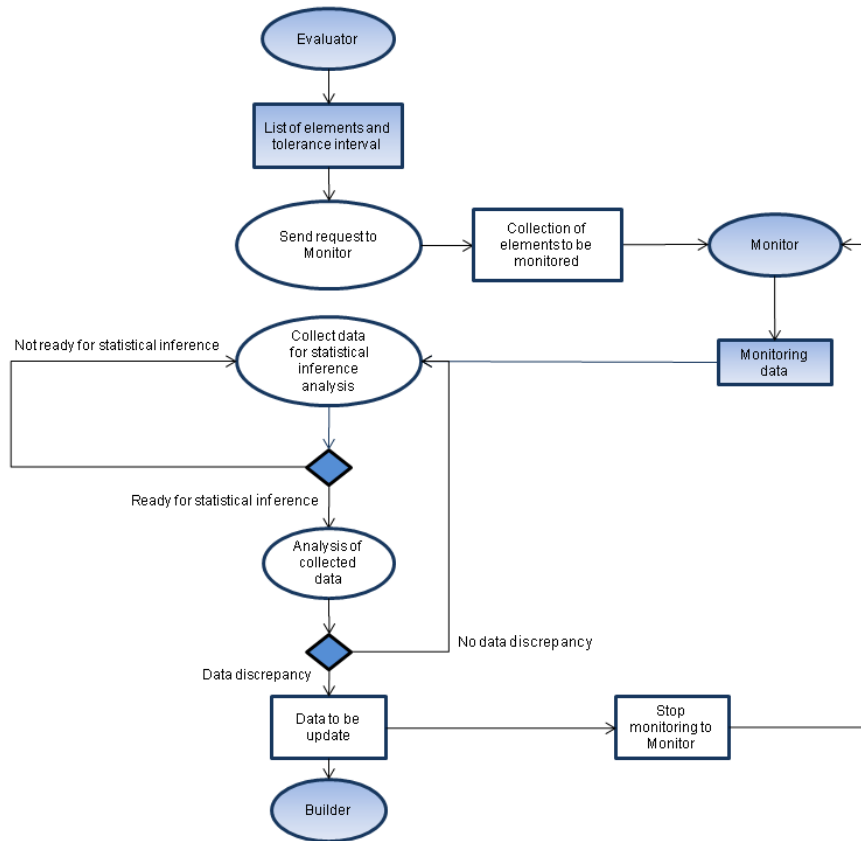 Evaluator
List of elements and
tolerance interval
Send request to
Monitor
Collection of
elements to be
monitored
Monitor
Not ready for statistical inference
Collect data
for statistical
inference
analysis
Monitoring
data
Ready for statistical inference
Analysis of
collected
data
No data discrepancy
Data discrepancy
Data to be
update
Stop
monitoring to
Monitor
Builder